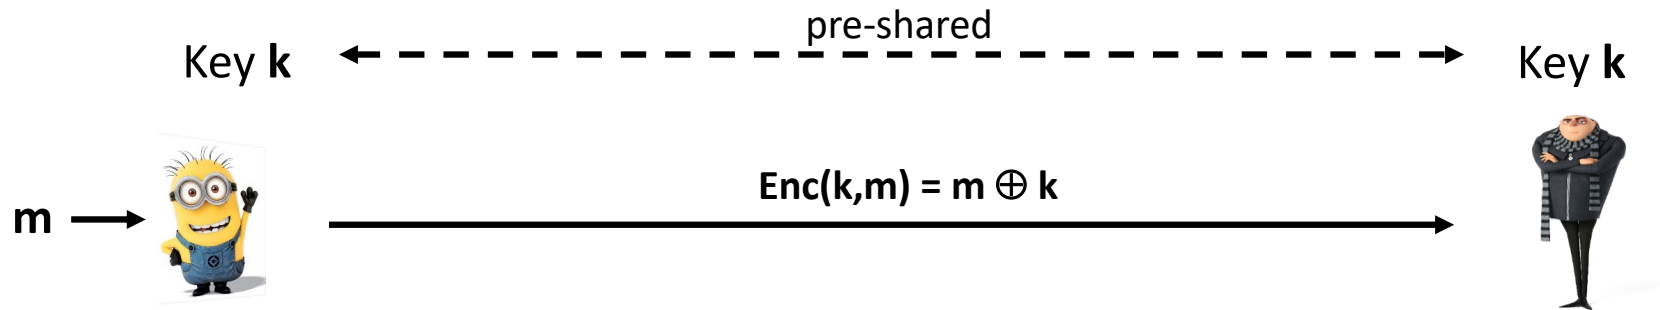 pre-shared
Key k
Key k
Enc(k,m) = m ⊕ k
m